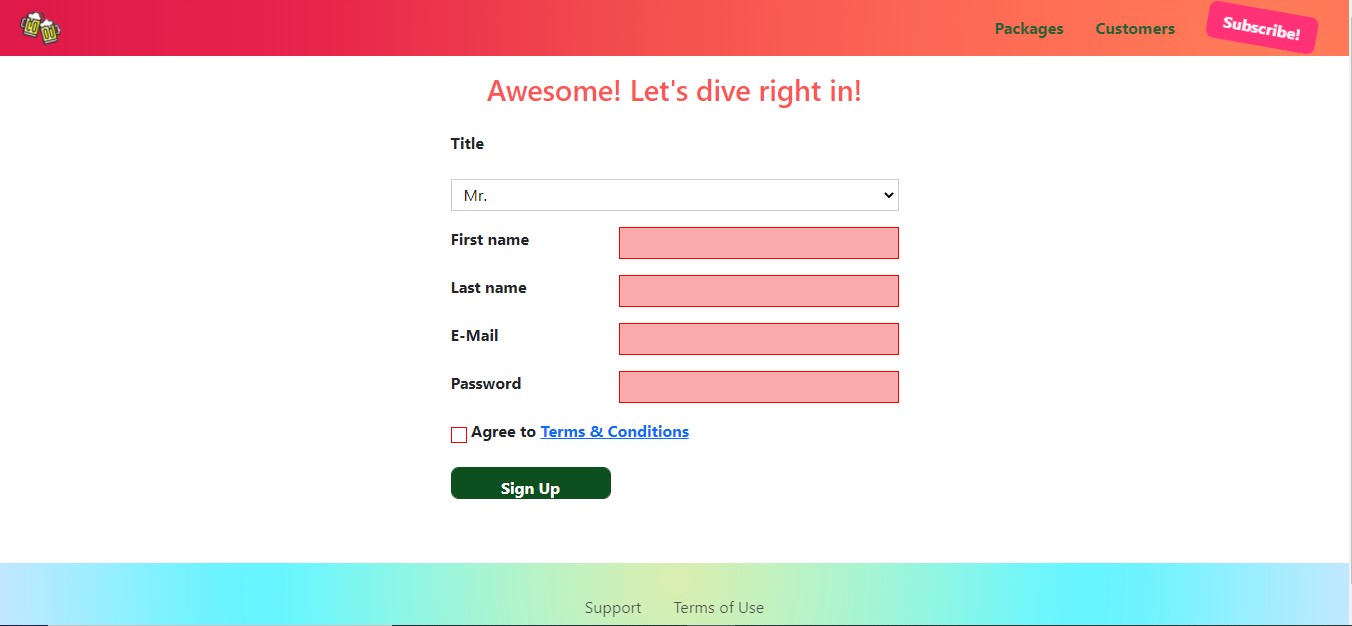 Packages Customers Subscribe!
Awesome! Let's dive right in!
Title
Mr.
First name
Last name
E-Mail
Password
Agree to Terms & Conditions
Sign Up
Support Terms of Use